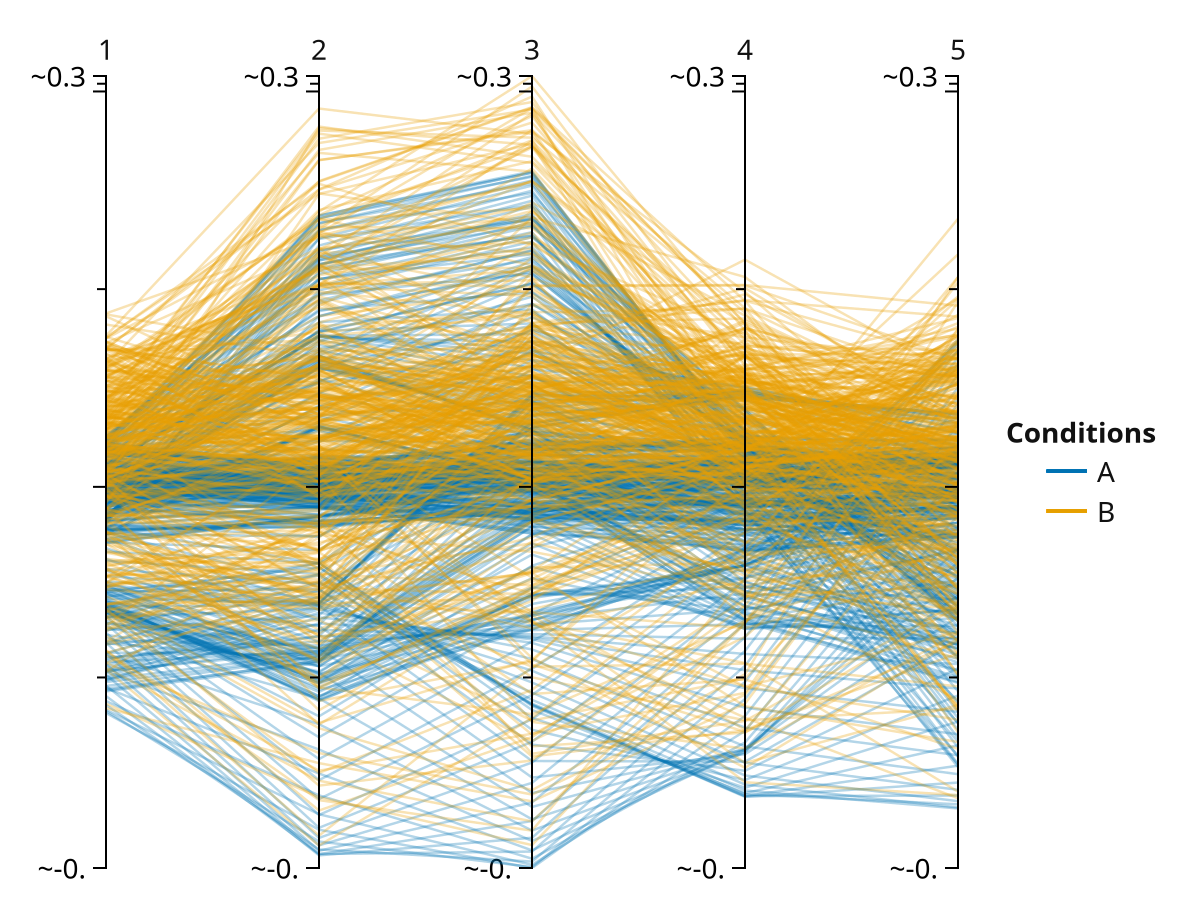 1 2 3 4 5
~0.3 ~0.3 ~0.3 ~0.3 ~0.3
Conditions
A
B
~-0. ~-0. ~-0. ~-0. ~-0.